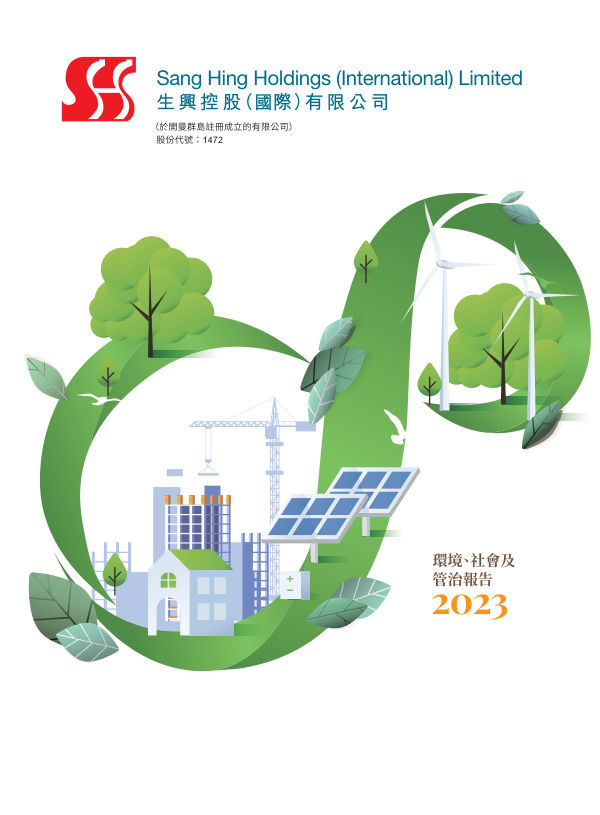 SHS
Sang Hing Holdings (International) Limited
生興控股(國際)有限公司
(於開曼群島註冊成立的有限公司)
股份代號：1472
環境、社會及
管治報告
2023